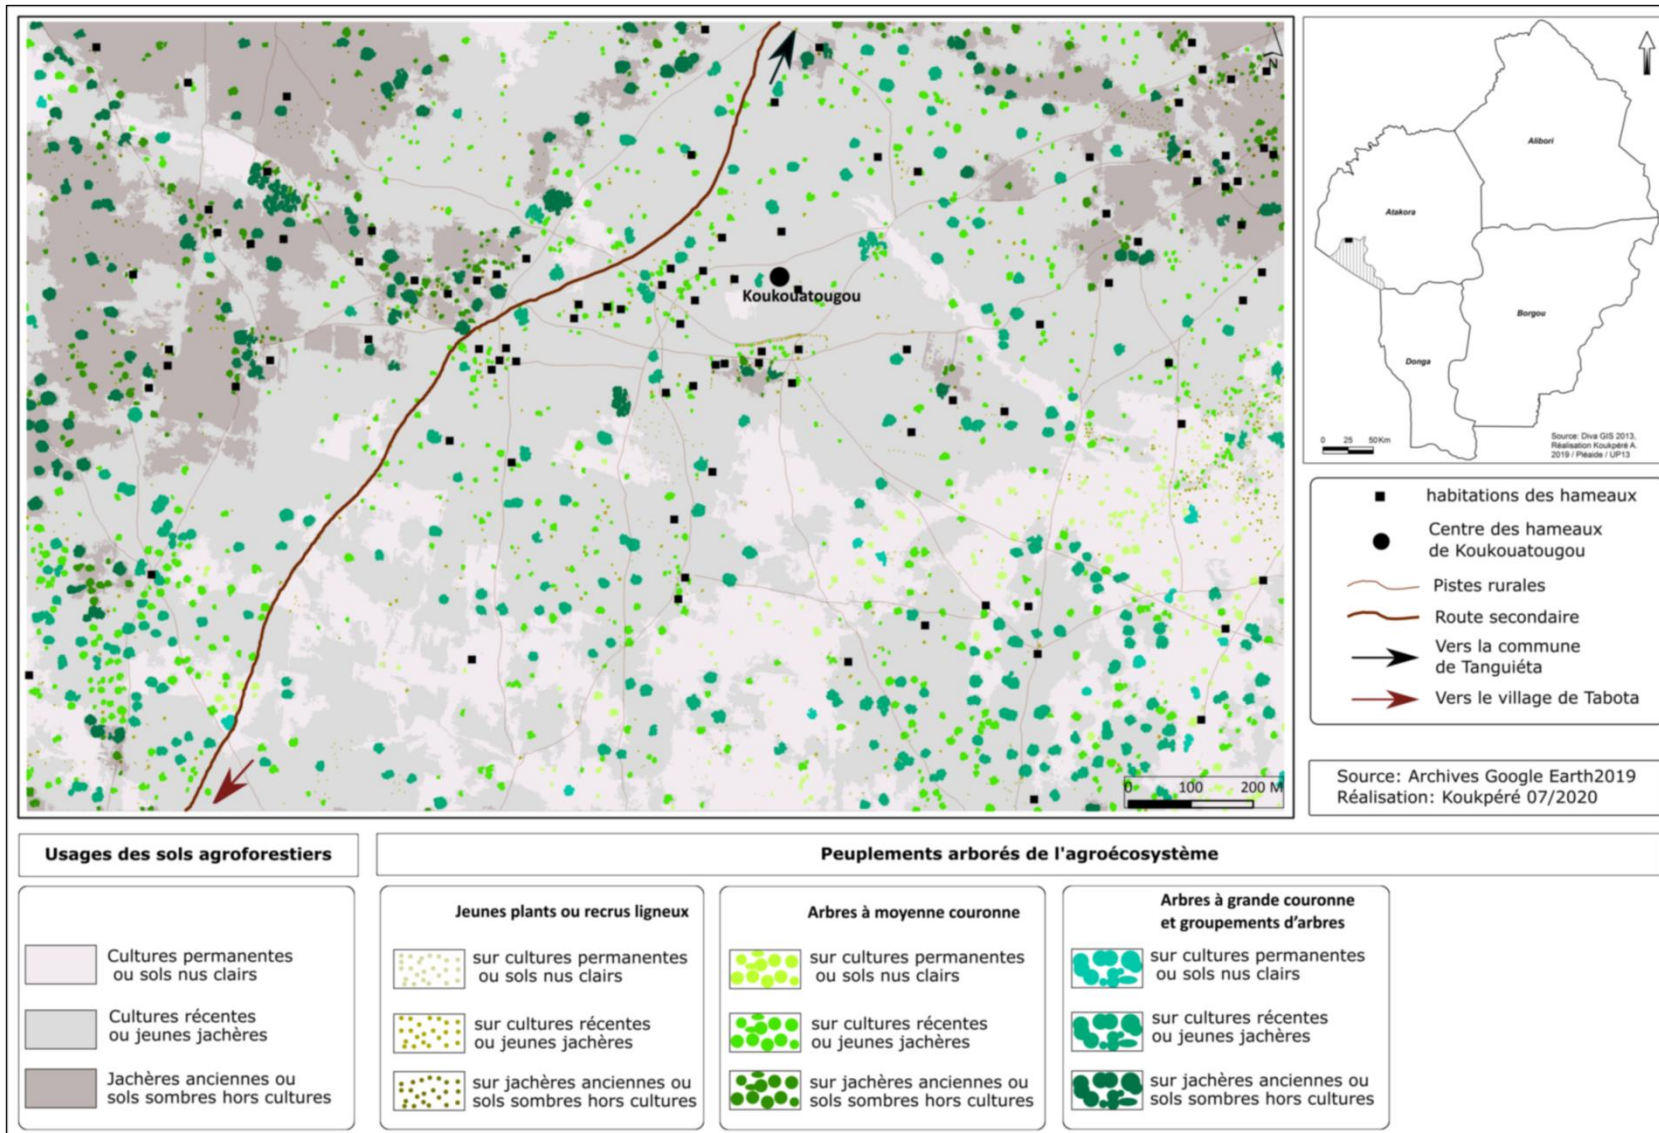 N
Koukouatougou
0 100 200 M
Alibori
Atakora
Borgou
Donga
0 25 50Km
Source: Diva GIS 2013,
Réalisation Koukpéré A.
2019 / Pléaide / UP13
habitations des hameaux
Centre des hameaux
de Koukouatougou
Pistes rurales
Route secondaire
Vers la commune
de Tanguiéta
Vers le village de Tabota
Source: Archives Google Earth2019
Réalisation: Koukpéré 07/2020
Usages des sols agroforestiers
Cultures permanentes
ou sols nus clairs
Cultures récentes
ou jeunes jachères
Jachères anciennes ou
sols sombres hors cultures
Peuplements arborés de l'agroécosystème
Jeunes plants ou recrus ligneux
sur cultures permanentes
ou sols nus clairs
sur cultures récentes
ou jeunes jachères
sur jachères anciennes ou
sols sombres hors cultures
Arbres à moyenne couronne
sur cultures permanentes
ou sols nus clairs
sur cultures récentes
ou jeunes jachères
sur jachères anciennes ou
sols sombres hors cultures
Arbres à grande couronne
et groupements d'arbres
sur cultures permanentes
ou sols nus clairs
sur cultures récentes
ou jeunes jachères
sur jachères anciennes ou
sols sombres hors cultures